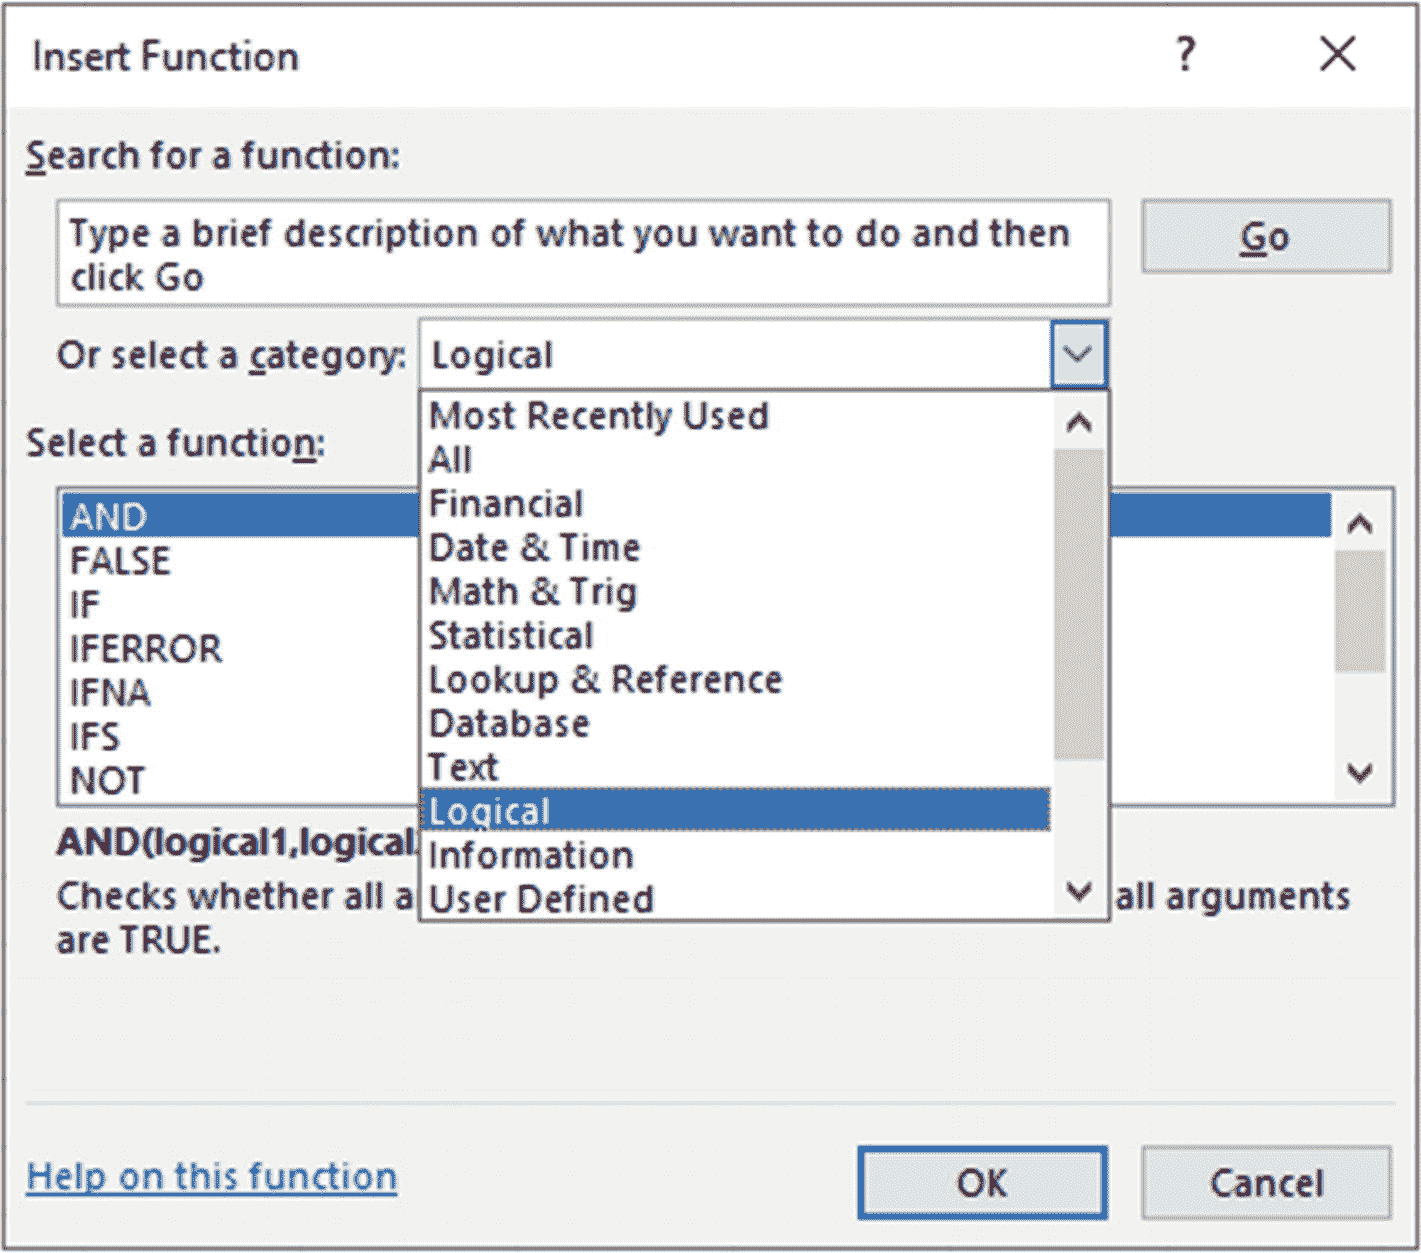 Insert Function
?
Search for a function:
Type a brief description of what you want to do and then
click Go
Go
Or select a category:
Logical
Most Recently Used
All
Financial
Date & Time
Math & Trig
Statistical
Lookup & Reference
Database
Text
Logical
Information
User Defined
Select a function:
AND
FALSE
IF
IFERROR
IFNA
IFS
NOT
AND(logical1,logical
Checks whether all a
all arguments
are TRUE.
Help on this function
OK
Cancel